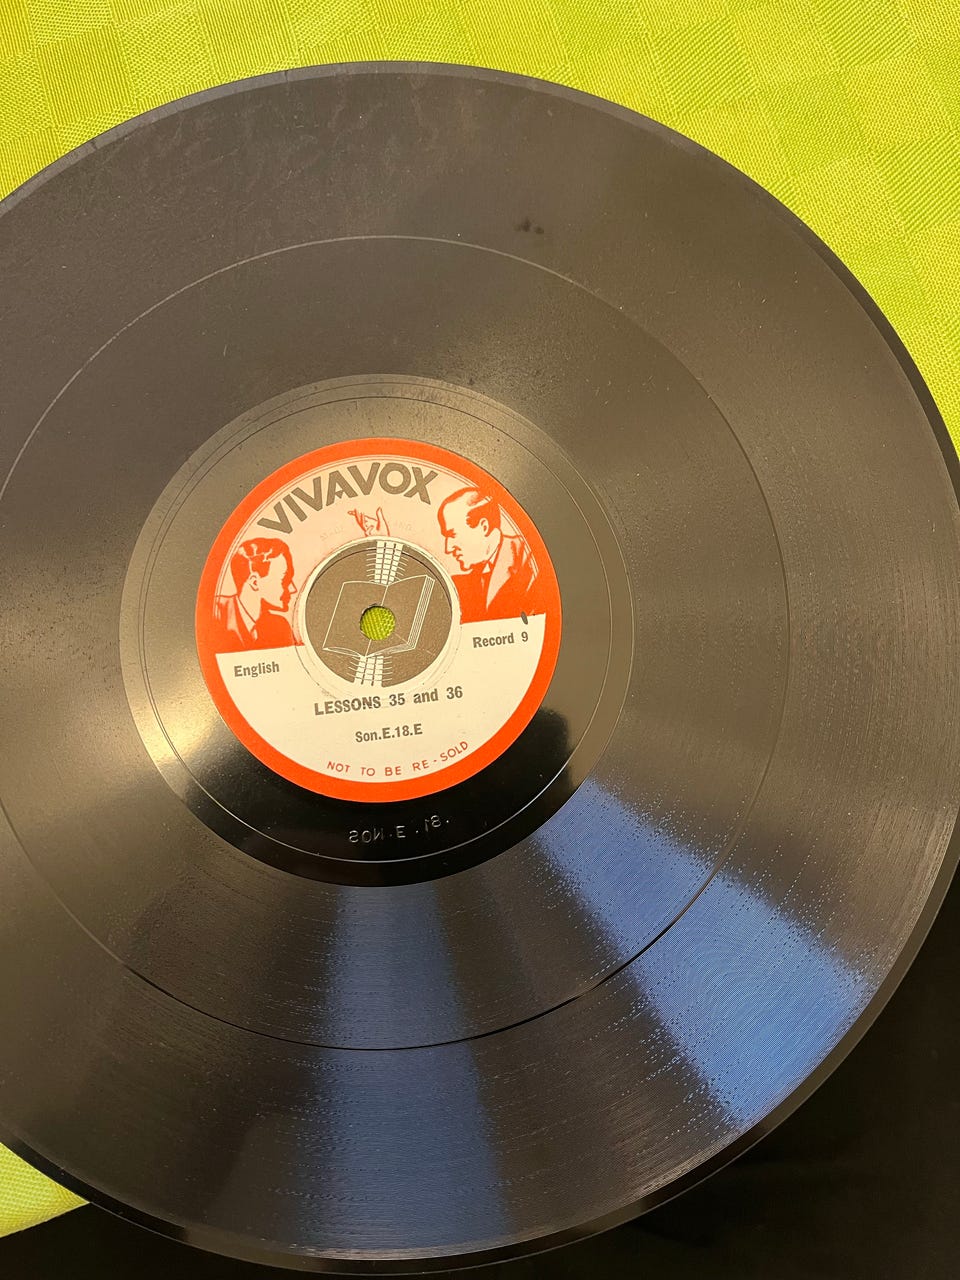 VIVAVOX
English
Record 9
LESSONS 35 and 36
Son.E.18.E
NOT TO BE RE-SOLD
SON.E.18.